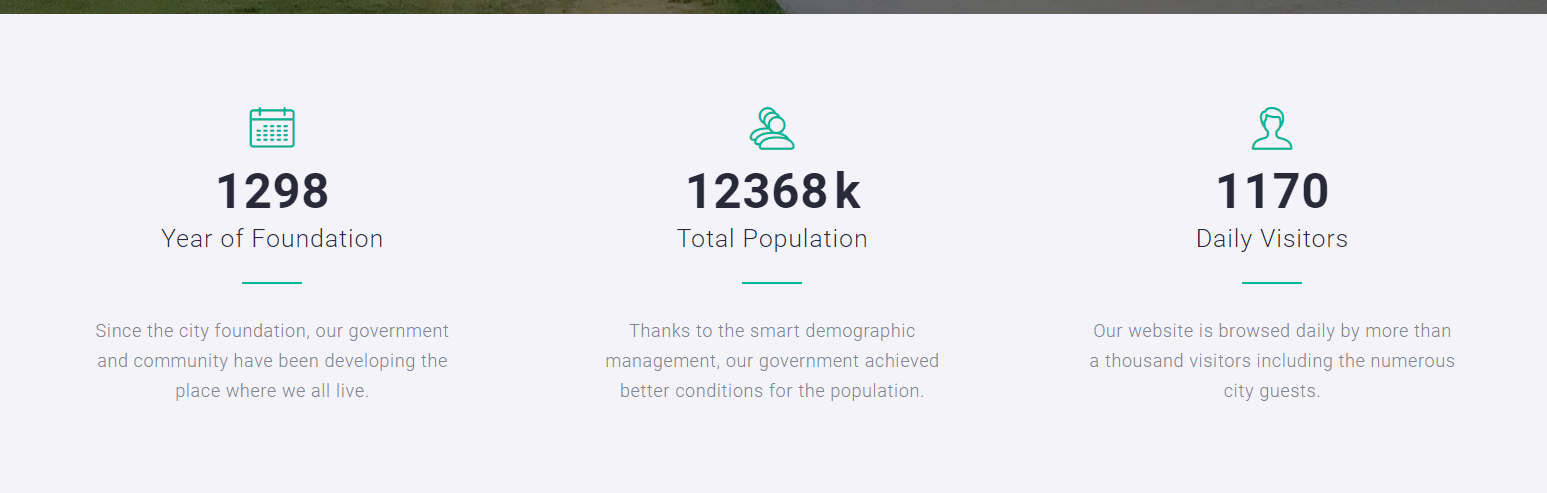 1298
Year of Foundation
Since the city foundation, our government
and community have been developing the
place where we all live.
12368k
Total Population
Thanks to the smart demographic
management, our government achieved
better conditions for the population.
1170
Daily Visitors
Our website is browsed daily by more than
a thousand visitors including the numerous
city guests.